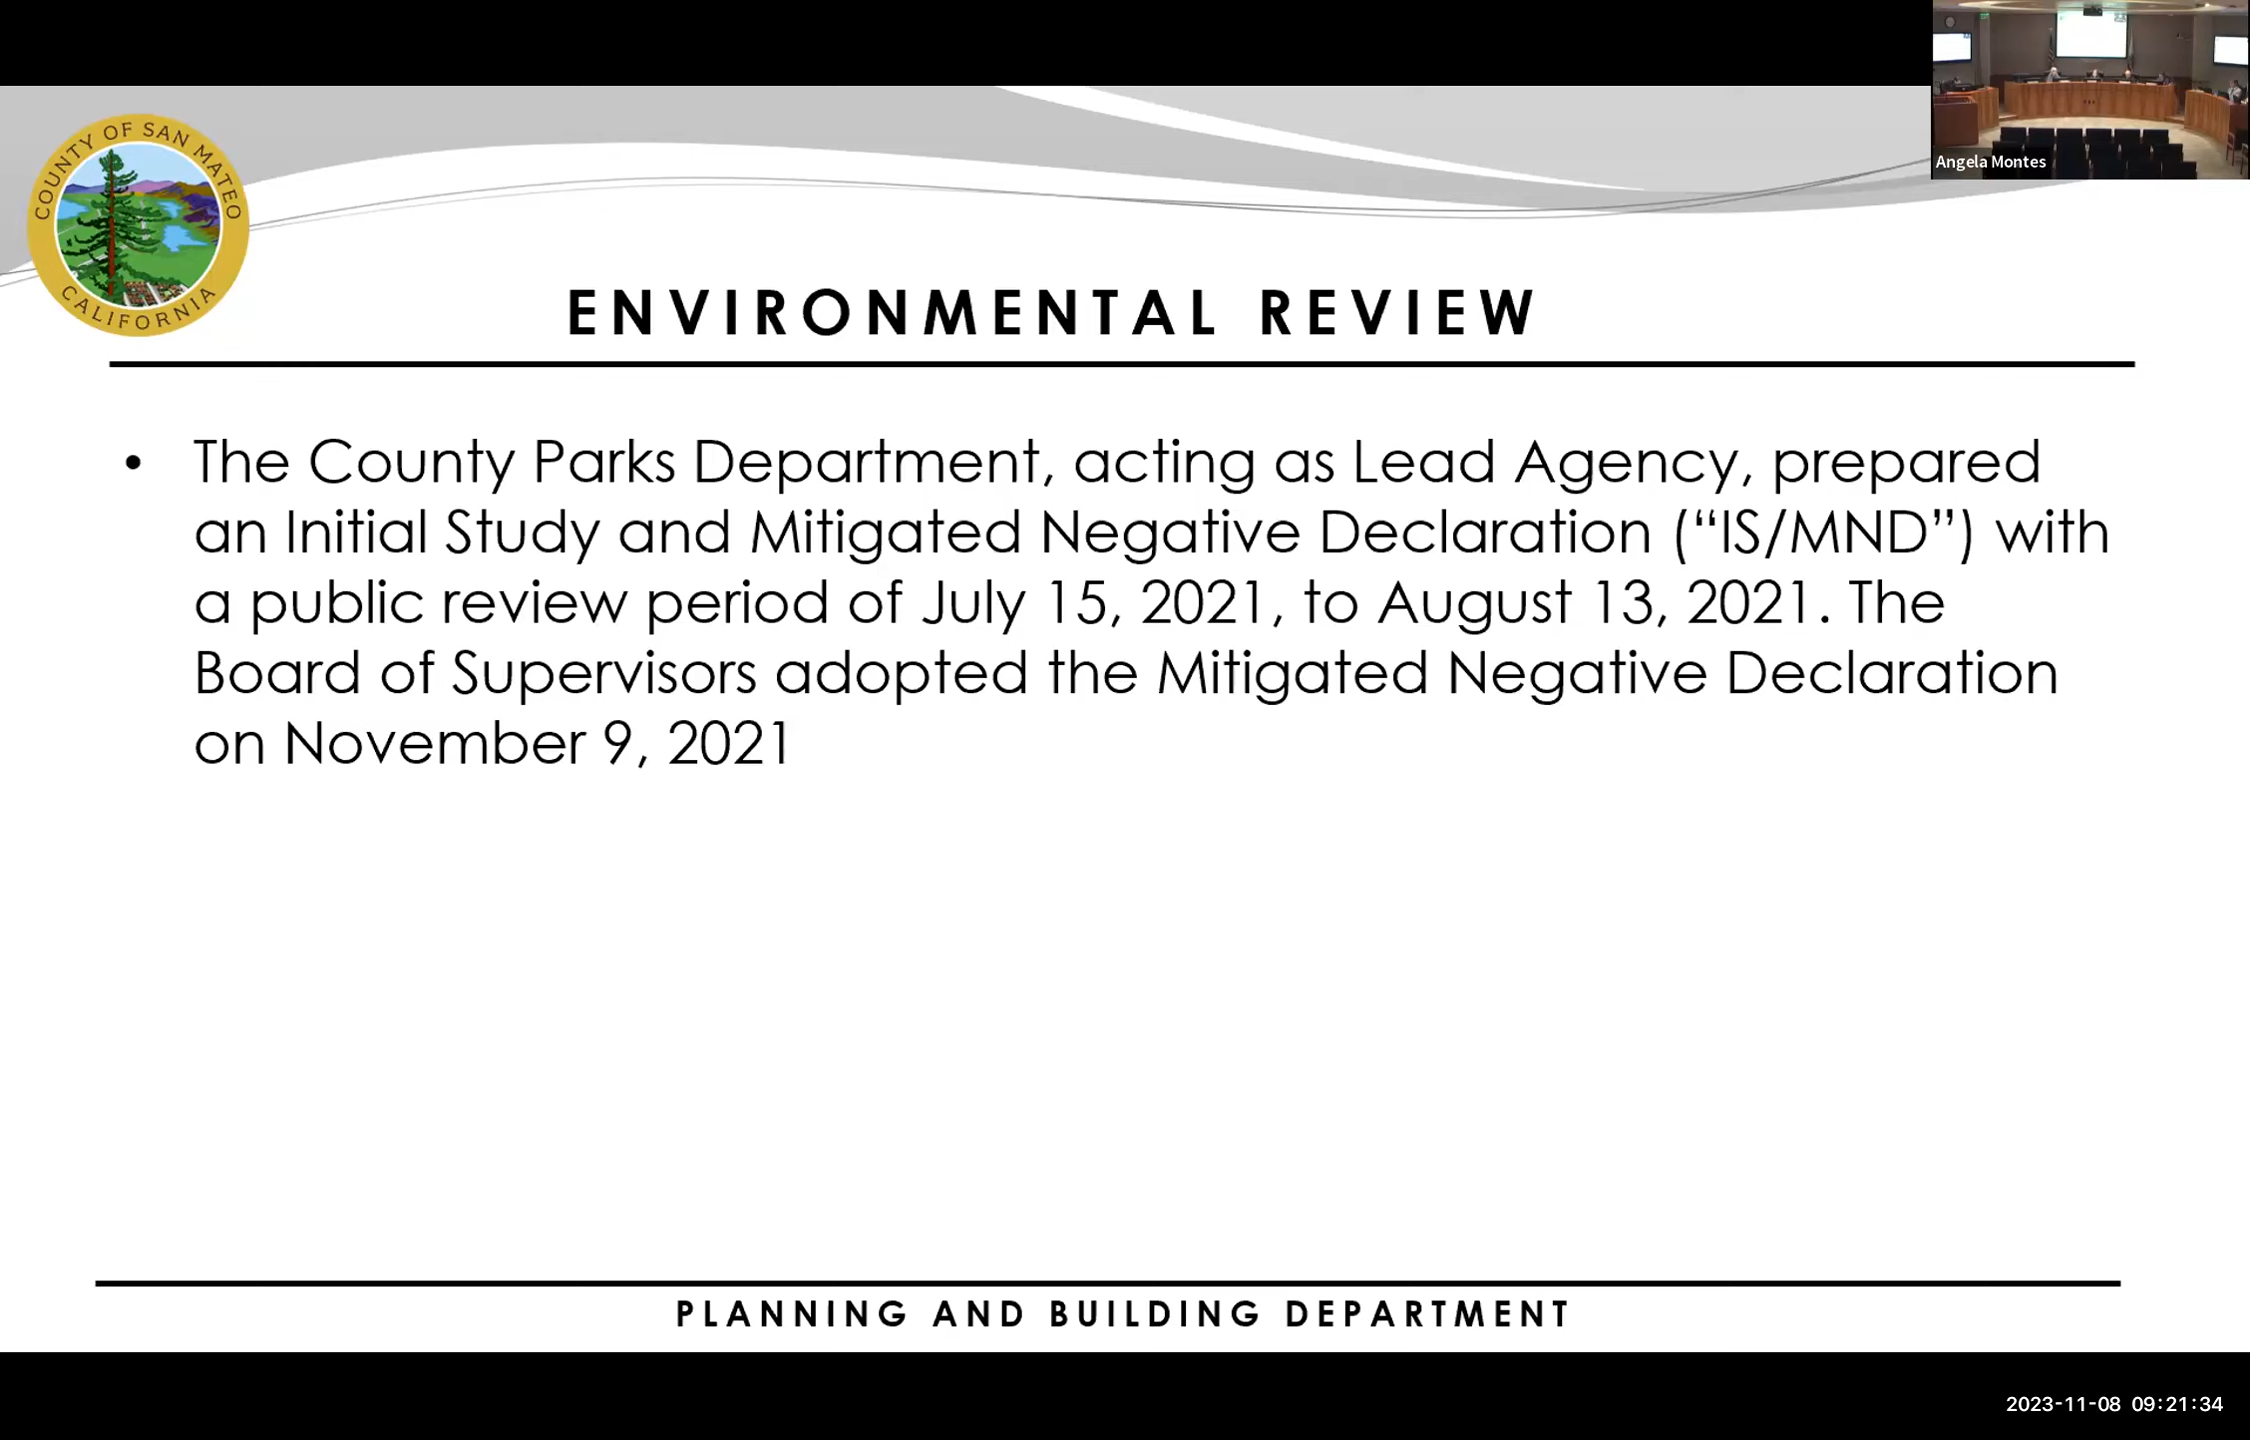 Angela Montes
COUNTY OF SAN MATEO
CALIFORNIA
ENVIRONMENTAL REVIEW
• The County Parks Department, acting as Lead Agency, prepared
an Initial Study and Mitigated Negative Declaration (“IS/MND”) with
a public review period of July 15, 2021, to August 13, 2021. The
Board of Supervisors adopted the Mitigated Negative Declaration
on November 9, 2021
PLANNING AND BUILDING DEPARTMENT
2023-11-08 09:21:34